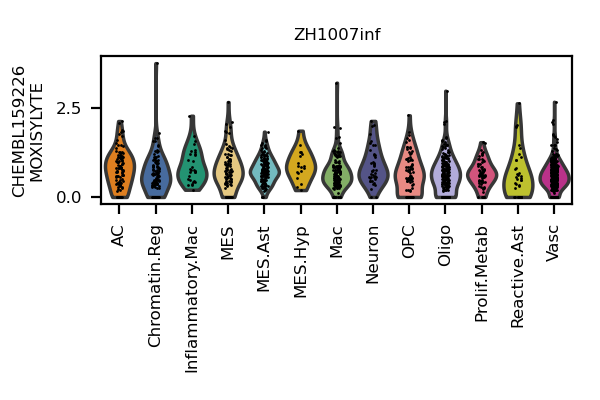 ZH1007inf
CHEMBL159226
MOXISYLYTE
2.5
0.0
AC
Chromatin.Reg
Inflammatory.Mac
MES
MES.Ast
MES.Hyp
Mac
Neuron
OPC
Oligo
Prolif.Metab
Reactive.Ast
Vasc